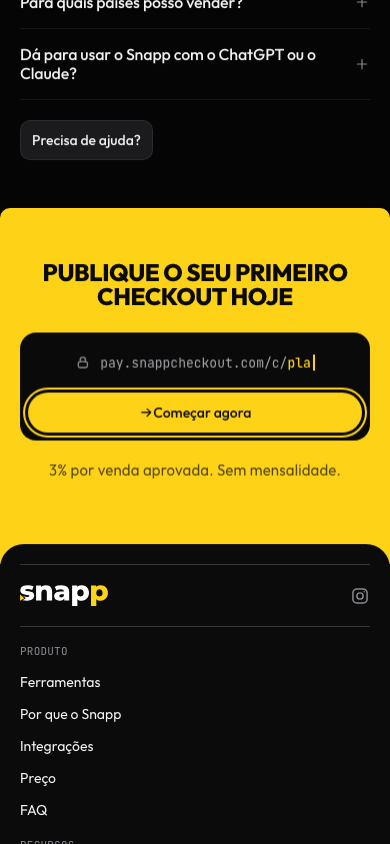 Para quais países posso vender?
Dá para usar o Snapp com o ChatGPT ou o
Claude?
Precisa de ajuda?
PUBLIQUE O SEU PRIMEIRO
CHECKOUT HOJE
pay.snappcheckout.com/c/pla
→Começar agora
3% por venda aprovada. Sem mensalidade.
snapp
PRODUTO
Ferramentas
Por que o Snapp
Integrações
Preço
FAQ
RECURSOS